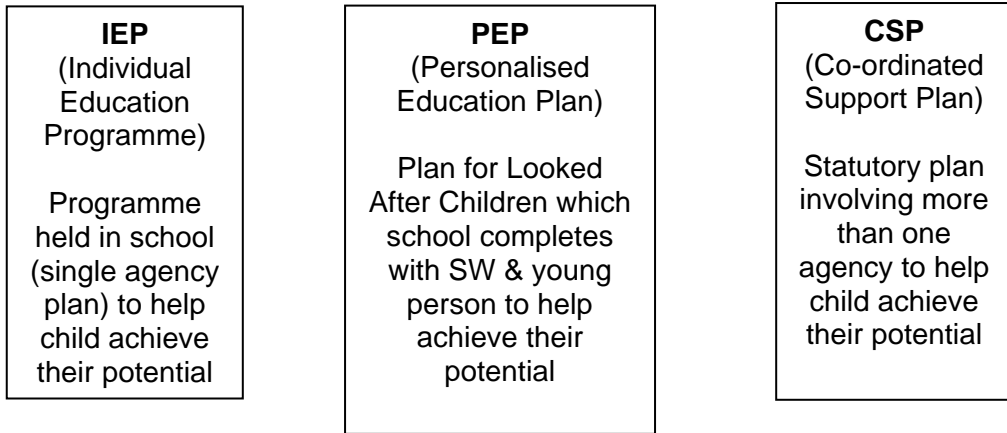 IEP
(Individual
Education
Programme)
Programme
held in school
(single agency
plan) to help
child achieve
their potential
PEP
(Personalised
Education Plan)
Plan for Looked
After Children which
school completes
with SW & young
person to help
achieve their
potential
CSP
(Co-ordinated
Support Plan)
Statutory plan
involving more
than one
agency to help
child achieve
their potential